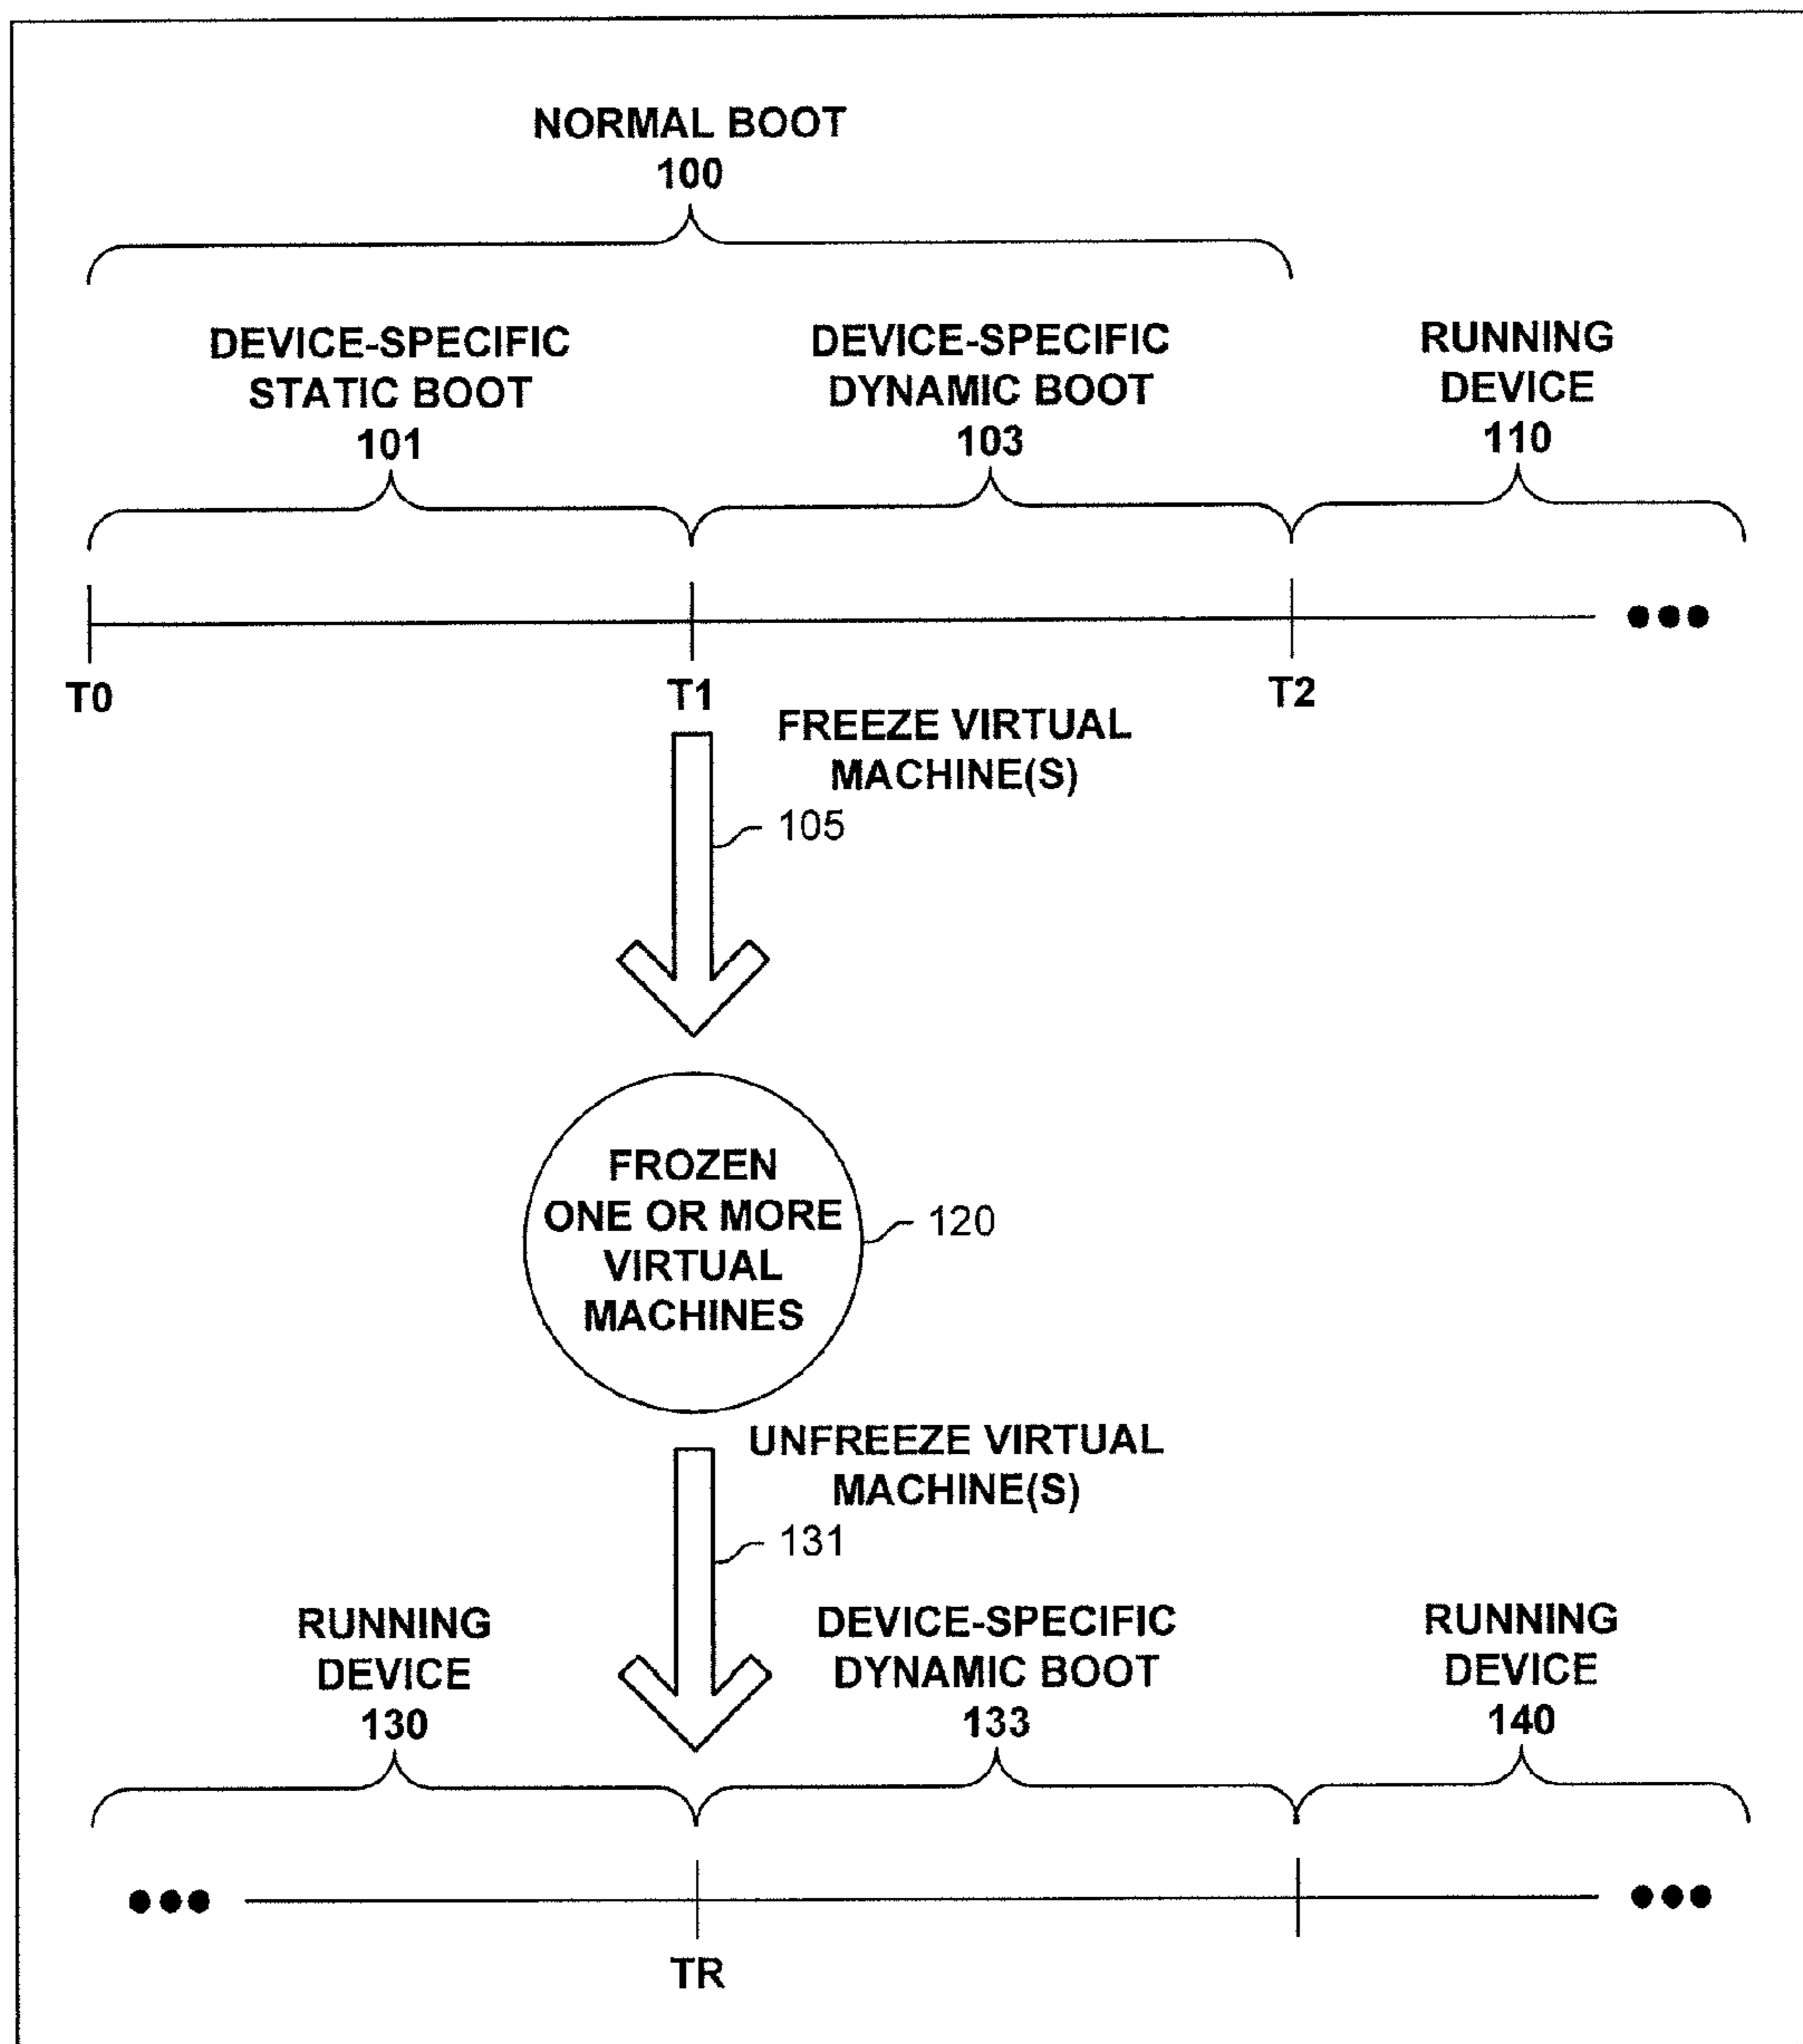 NORMAL BOOT
100
DEVICE-SPECIFIC
STATIC BOOT
101
DEVICE-SPECIFIC
DYNAMIC BOOT
103
RUNNING
DEVICE
110
T0
T1
T2
FREEZE VIRTUAL
MACHINE(S)
105
FROZEN
ONE OR MORE
VIRTUAL
MACHINES
120
UNFREEZE VIRTUAL
MACHINE(S)
131
RUNNING
DEVICE
130
DEVICE-SPECIFIC
DYNAMIC BOOT
133
RUNNING
DEVICE
140
TR